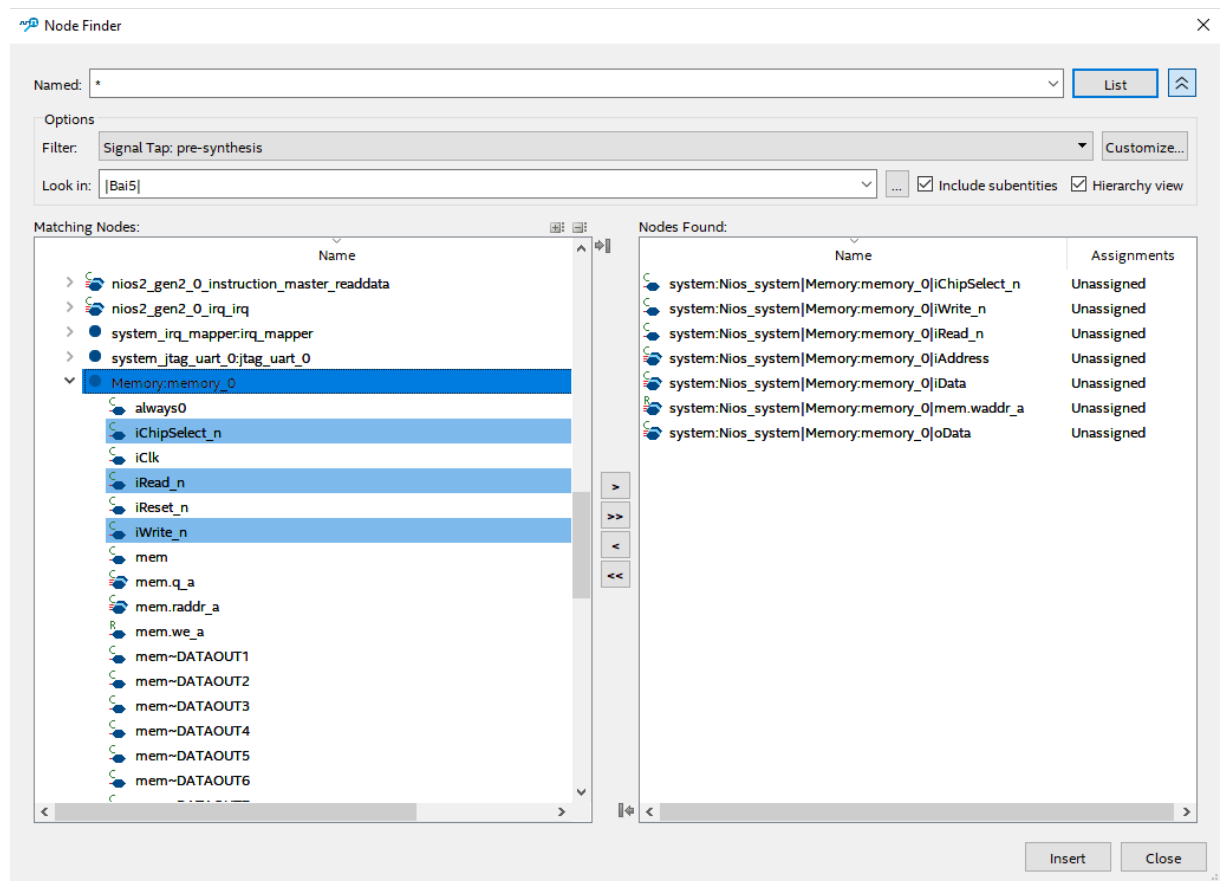 Node Finder
Named: *
List
Options
Filter: Signal Tap: pre-synthesis
Customize...
Look in: |Bai5|
...
Include subentities
Hierarchy view
Matching Nodes:
Name
nios2_gen2_0_instruction_master_readdata
nios2_gen2_0_irq_irq
system_irq_mapper:irq_mapper
system_jtag_uart_0:jtag_uart_0
Memory:memory_0
always0
iChipSelect_n
iClk
iRead_n
iReset_n
iWrite_n
mem
mem.q_a
mem.raddr_a
mem.we_a
mem~DATAOUT1
mem~DATAOUT2
mem~DATAOUT3
mem~DATAOUT4
mem~DATAOUT5
mem~DATAOUT6
>
>>
<
<<
Nodes Found:
Name Assignments
system:Nios_system|Memory:memory_0|iChipSelect_n Unassigned
system:Nios_system|Memory:memory_0|iWrite_n Unassigned
system:Nios_system|Memory:memory_0|iRead_n Unassigned
system:Nios_system|Memory:memory_0|iAddress Unassigned
system:Nios_system|Memory:memory_0|iData Unassigned
system:Nios_system|Memory:memory_0|mem.waddr_a Unassigned
system:Nios_system|Memory:memory_0|oData Unassigned
Insert
Close